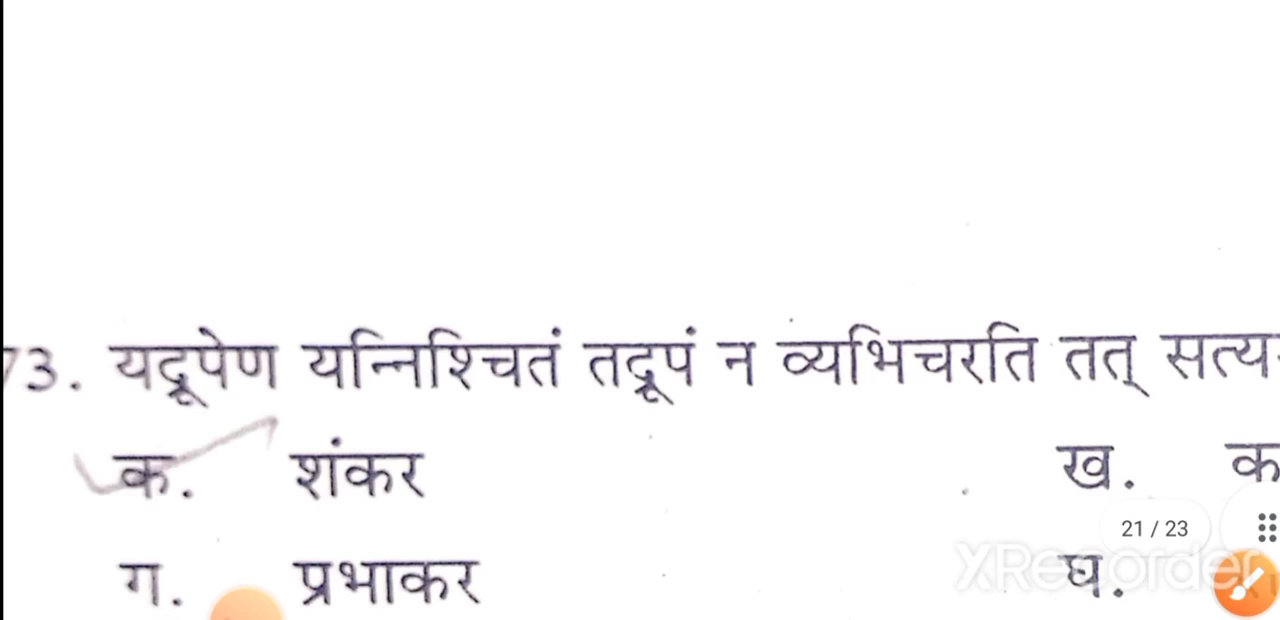 73. यद्रूपेण यन्निश्चितं तद्रूपं न व्यभिचरति तत् सत्य
क. शंकर ख. क
ग. प्रभाकर घ.
21 / 23
XRecorder